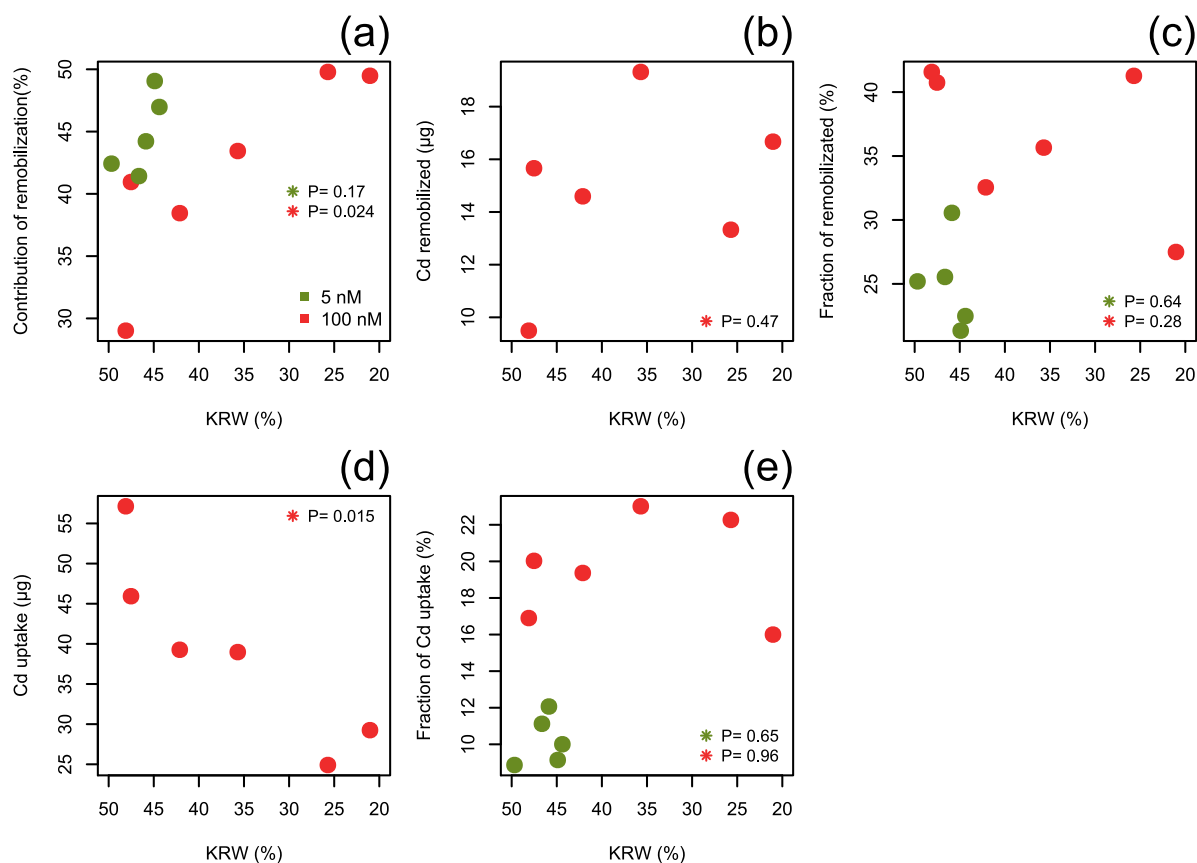 (a)
Contribution of remobilization(%)
50
45
40
35
30
✳ P= 0.17
✳ P= 0.024
5 nM
100 nM
50 45 40 35 30 25 20
KRW (%)
(b)
Cd remobilized (µg)
18
16
14
12
10
✳ P= 0.47
50 45 40 35 30 25 20
KRW (%)
(c)
Fraction of remobilizated (%)
40
35
30
25
✳ P= 0.64
✳ P= 0.28
50 45 40 35 30 25 20
KRW (%)
(d)
Cd uptake (µg)
55
50
45
40
35
30
25
✳ P= 0.015
50 45 40 35 30 25 20
KRW (%)
(e)
Fraction of Cd uptake (%)
22
20
18
16
14
12
10
✳ P= 0.65
✳ P= 0.96
50 45 40 35 30 25 20
KRW (%)